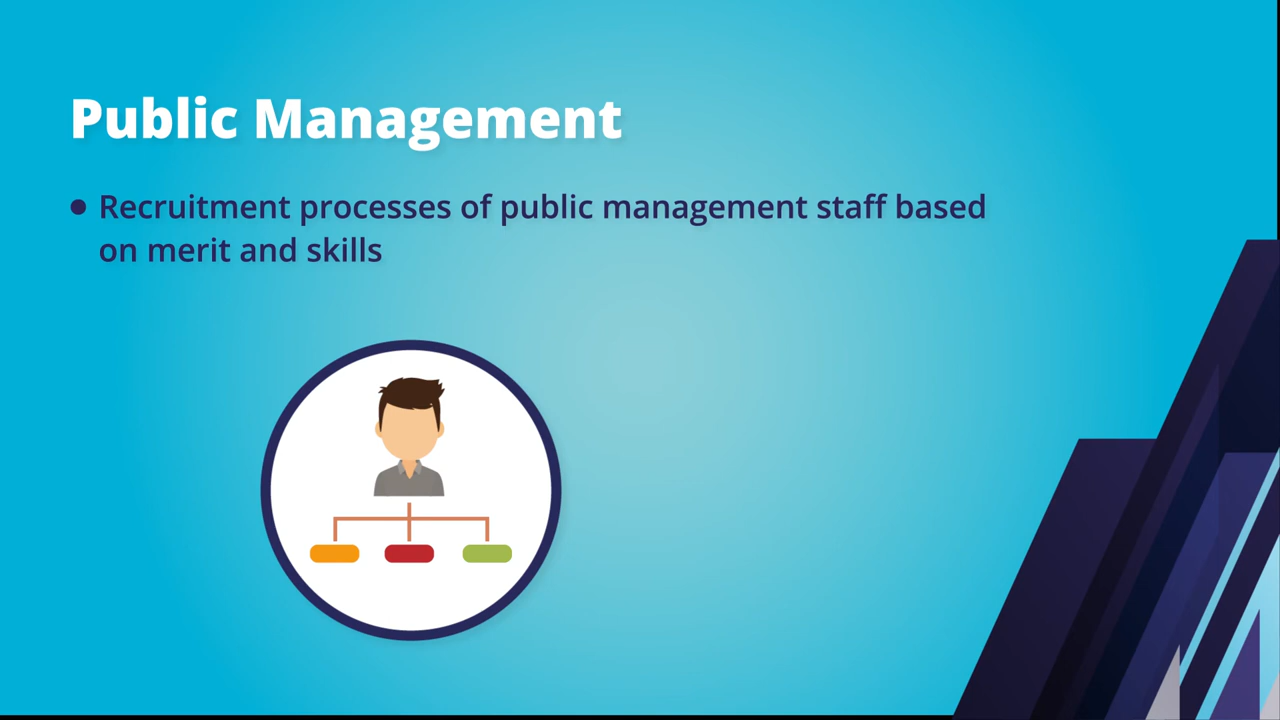 Public Management
• Recruitment processes of public management staff based
on merit and skills